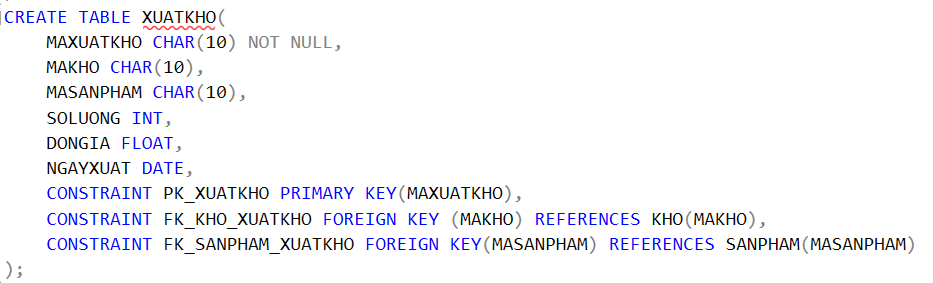 CREATE TABLE XUATKHO(
    MAXUATKHO CHAR(10) NOT NULL,
    MAKHO CHAR(10),
    MASANPHAM CHAR(10),
    SOLUONG INT,
    DONGIA FLOAT,
    NGAYXUAT DATE,
    CONSTRAINT PK_XUATKHO PRIMARY KEY(MAXUATKHO),
    CONSTRAINT FK_KHO_XUATKHO FOREIGN KEY (MAKHO) REFERENCES KHO(MAKHO),
    CONSTRAINT FK_SANPHAM_XUATKHO FOREIGN KEY(MASANPHAM) REFERENCES SANPHAM(MASANPHAM)
);